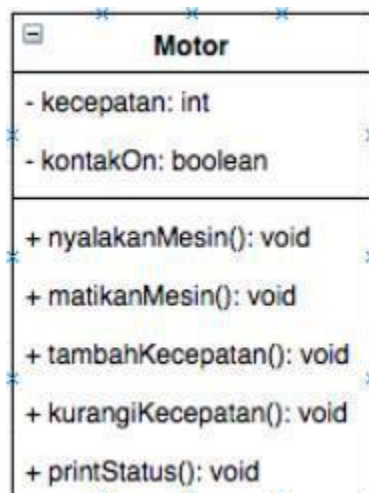 Motor
- kecepatan: int
- kontakOn: boolean
+ nyalakanMesin(): void
+ matikanMesin(): void
+ tambahKecepatan(): void
+ kurangiKecepatan(): void
+ printStatus(): void